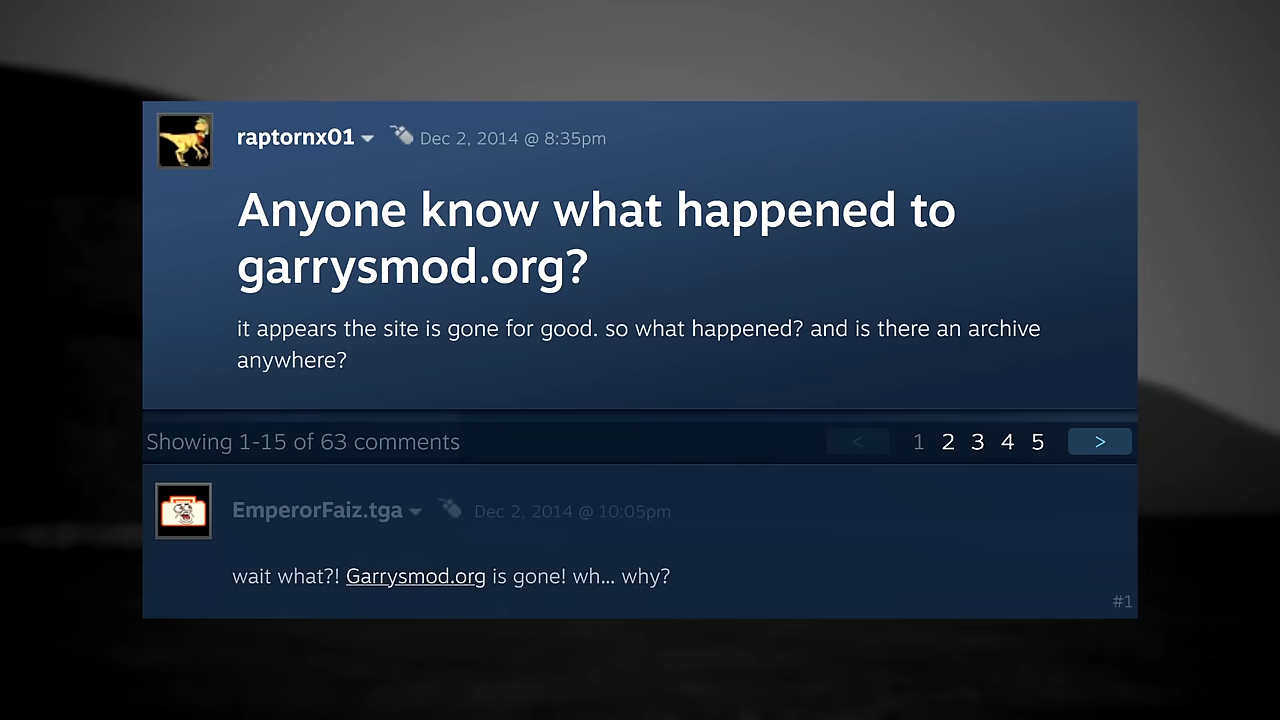 raptornx01 Dec 2, 2014 @ 8:35pm
Anyone know what happened to
garrysmod.org?
it appears the site is gone for good. so what happened? and is there an archive
anywhere?
Showing 1-15 of 63 comments < 1 2 3 4 5 >
EmperorFaiz.tga Dec 2, 2014 @ 10:05pm
wait what?! Garrysmod.org is gone! wh... why?
#1